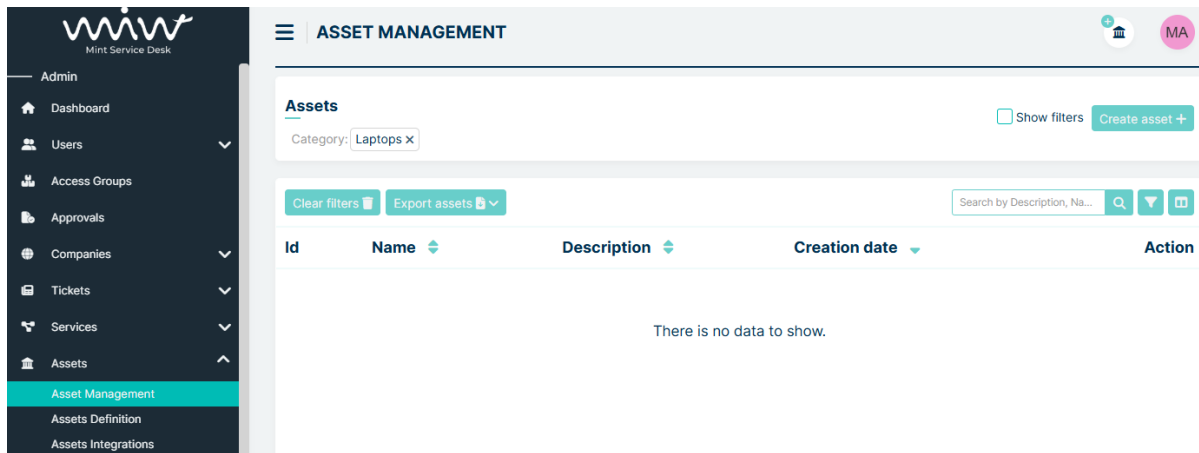 Mint Service Desk
Admin
Dashboard
Users
Access Groups
Approvals
Companies
Tickets
Services
Assets
Asset Management
Assets Definition
Assets Integrations
ASSET MANAGEMENT
MA
Assets
Category: Laptops ×
Show filters
Create asset +
Clear filters
Export assets
Search by Description, Na...
Id Name Description Creation date Action
There is no data to show.